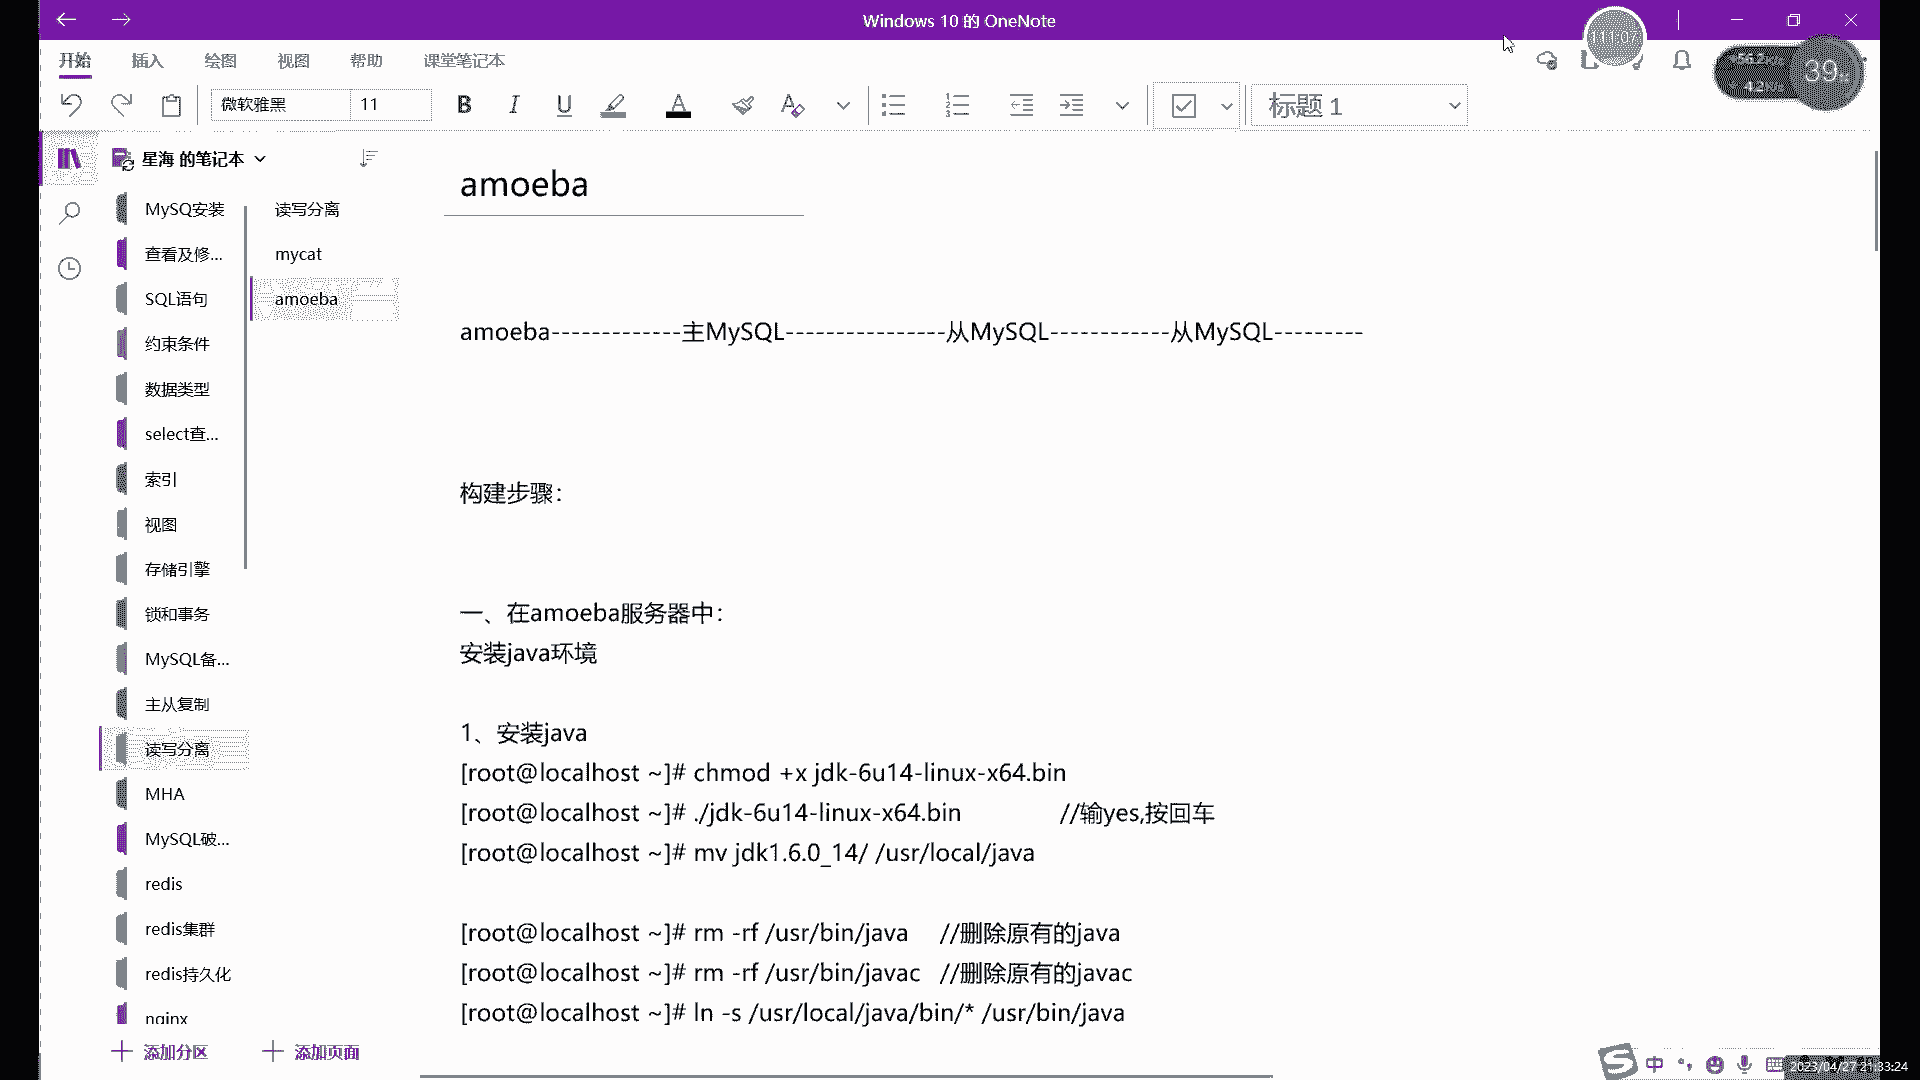 Windows 10 的 OneNote
11:07
开始 插入 绘图 视图 帮助 课堂笔记本
39
微软雅黑 11 B I U A 标题 1
星海 的笔记本
MySQ安装
查看及修...
SQL语句
约束条件
数据类型
select查...
索引
视图
存储引擎
锁和事务
MySQL备...
主从复制
读写分离
MHA
MySQL破...
redis
redis集群
redis持久化
nginx
添加分区
读写分离
mycat
amoeba
添加页面
amoeba
amoeba-------------主MySQL----------------从MySQL------------从MySQL---------
构建步骤：
一、在amoeba服务器中：
安装java环境
1、安装java
[root@localhost ~]# chmod +x jdk-6u14-linux-x64.bin
[root@localhost ~]# ./jdk-6u14-linux-x64.bin //输yes,按回车
[root@localhost ~]# mv jdk1.6.0_14/ /usr/local/java
[root@localhost ~]# rm -rf /usr/bin/java //删除原有的java
[root@localhost ~]# rm -rf /usr/bin/javac //删除原有的javac
[root@localhost ~]# ln -s /usr/local/java/bin/* /usr/bin/java
中
2023/04/27 21:33:24